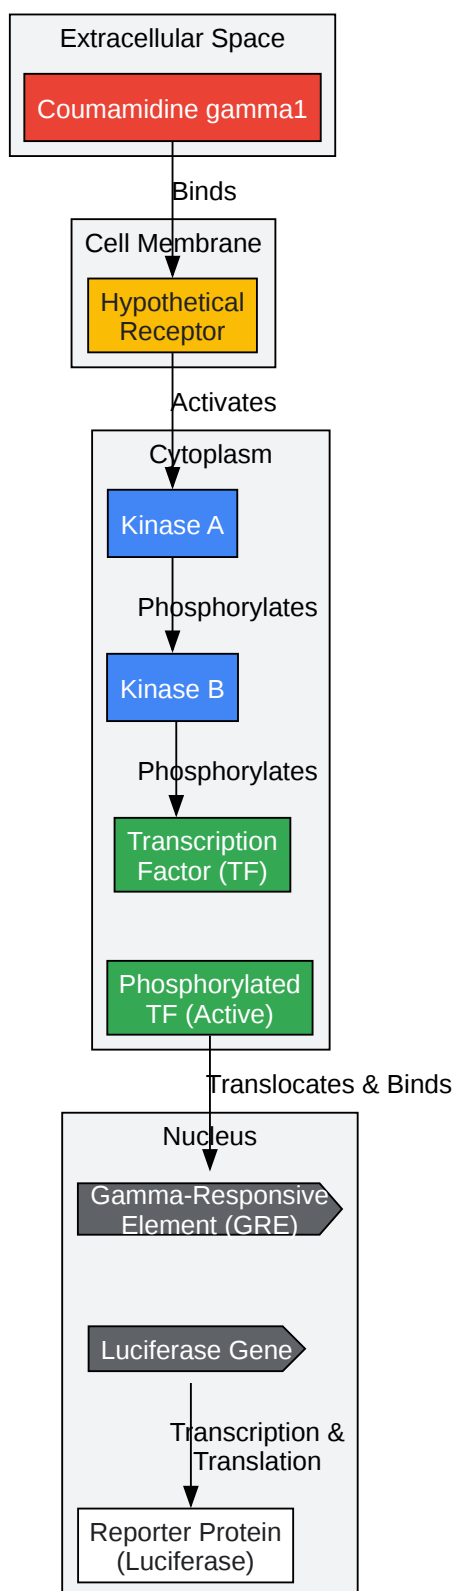 Extracellular Space
Coumamidine gamma1
Binds
Cell Membrane
Hypothetical
Receptor
Activates
Cytoplasm
Kinase A
Phosphorylates
Kinase B
Phosphorylates
Transcription
Factor (TF)
Phosphorylated
TF (Active)
Translocates & Binds
Nucleus
Gamma-Responsive
Element (GRE)
Luciferase Gene
Transcription &
Translation
Reporter Protein
(Luciferase)